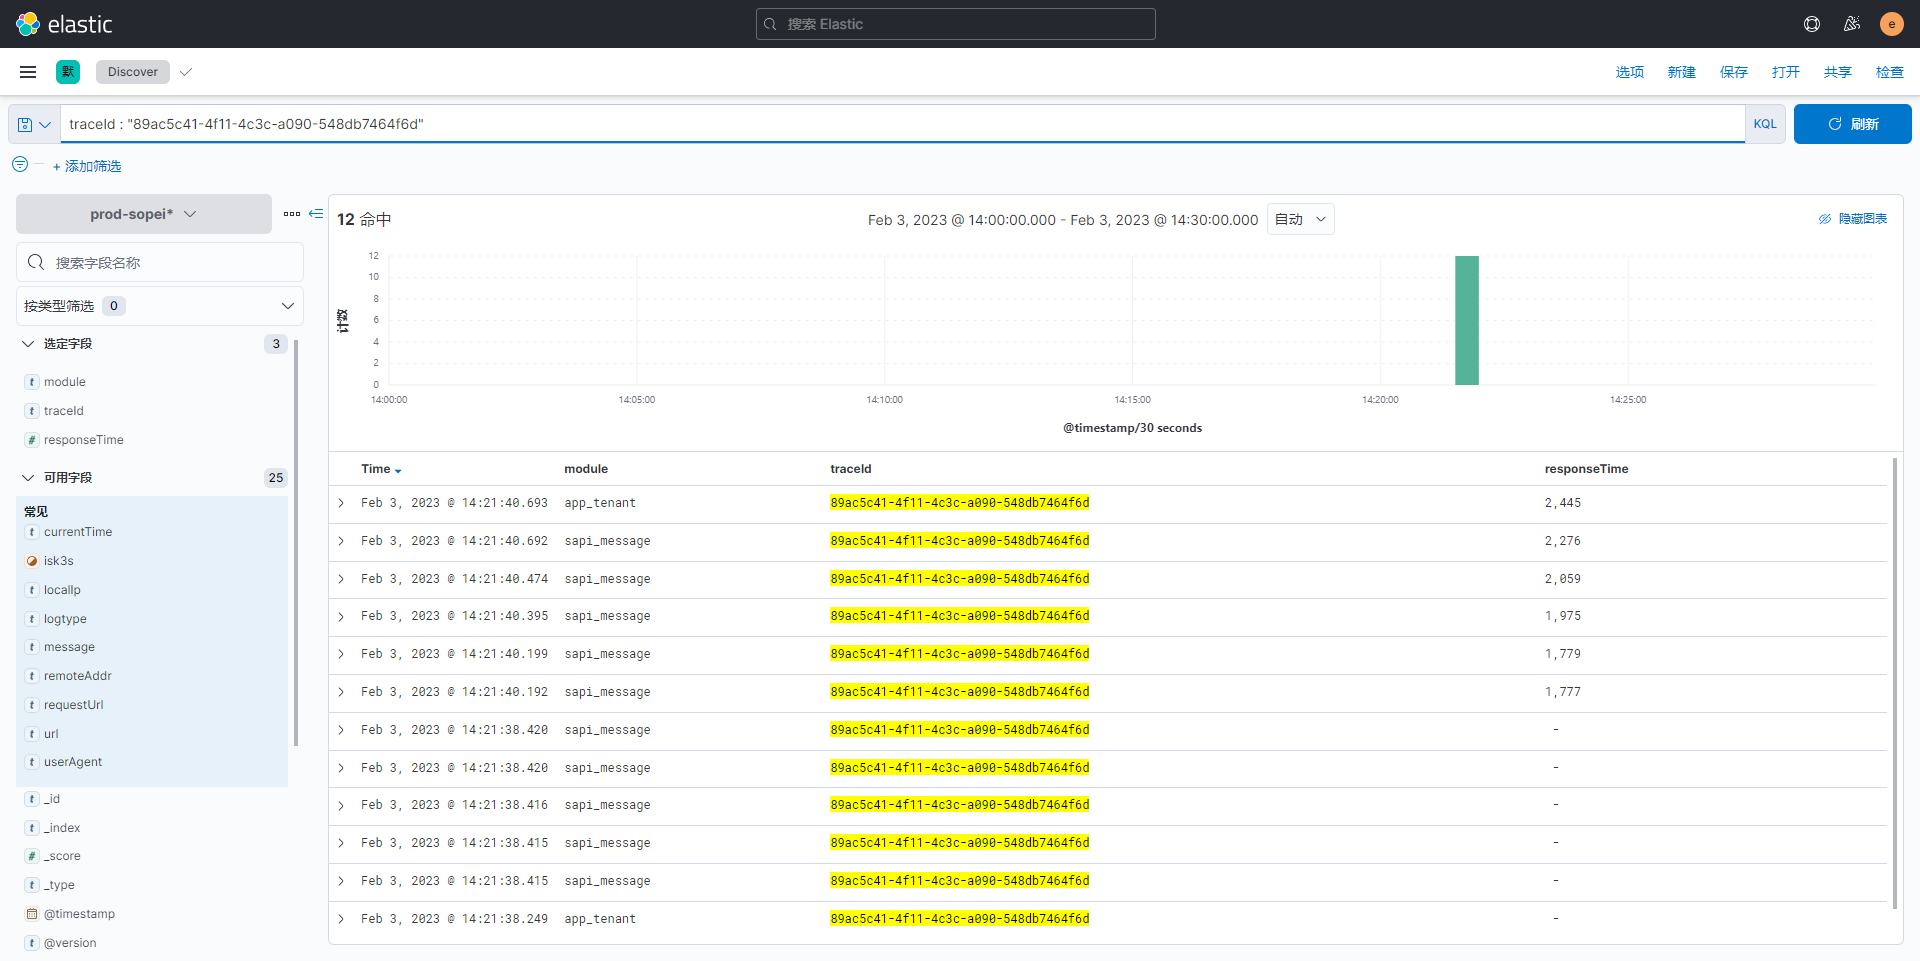 elastic
搜索 Elastic
e
默
Discover
选项 新建 保存 打开 共享 检查
traceId : "89ac5c41-4f11-4c3c-a090-548db7464f6d"
KQL
刷新
+ 添加筛选
prod-sopei*
搜索字段名称
按类型筛选 0
选定字段 3
t module
t traceId
# responseTime
可用字段 25
常见
t currentTime
isk3s
t localIp
t logtype
t message
t remoteAddr
t requestUrl
t url
t userAgent
t _id
t _index
# _score
t _type
@timestamp
t @version
12 命中
Feb 3, 2023 @ 14:00:00.000 - Feb 3, 2023 @ 14:30:00.000
自动
隐藏图表
计数
12
10
8
6
4
2
0
14:00:00 14:05:00 14:10:00 14:15:00 14:20:00 14:25:00
@timestamp/30 seconds
Time module traceId responseTime
Feb 3, 2023 @ 14:21:40.693 app_tenant 89ac5c41-4f11-4c3c-a090-548db7464f6d 2,445
Feb 3, 2023 @ 14:21:40.692 sapi_message 89ac5c41-4f11-4c3c-a090-548db7464f6d 2,276
Feb 3, 2023 @ 14:21:40.474 sapi_message 89ac5c41-4f11-4c3c-a090-548db7464f6d 2,059
Feb 3, 2023 @ 14:21:40.395 sapi_message 89ac5c41-4f11-4c3c-a090-548db7464f6d 1,975
Feb 3, 2023 @ 14:21:40.199 sapi_message 89ac5c41-4f11-4c3c-a090-548db7464f6d 1,779
Feb 3, 2023 @ 14:21:40.192 sapi_message 89ac5c41-4f11-4c3c-a090-548db7464f6d 1,777
Feb 3, 2023 @ 14:21:38.420 sapi_message 89ac5c41-4f11-4c3c-a090-548db7464f6d -
Feb 3, 2023 @ 14:21:38.420 sapi_message 89ac5c41-4f11-4c3c-a090-548db7464f6d -
Feb 3, 2023 @ 14:21:38.416 sapi_message 89ac5c41-4f11-4c3c-a090-548db7464f6d -
Feb 3, 2023 @ 14:21:38.415 sapi_message 89ac5c41-4f11-4c3c-a090-548db7464f6d -
Feb 3, 2023 @ 14:21:38.415 sapi_message 89ac5c41-4f11-4c3c-a090-548db7464f6d -
Feb 3, 2023 @ 14:21:38.249 app_tenant 89ac5c41-4f11-4c3c-a090-548db7464f6d -